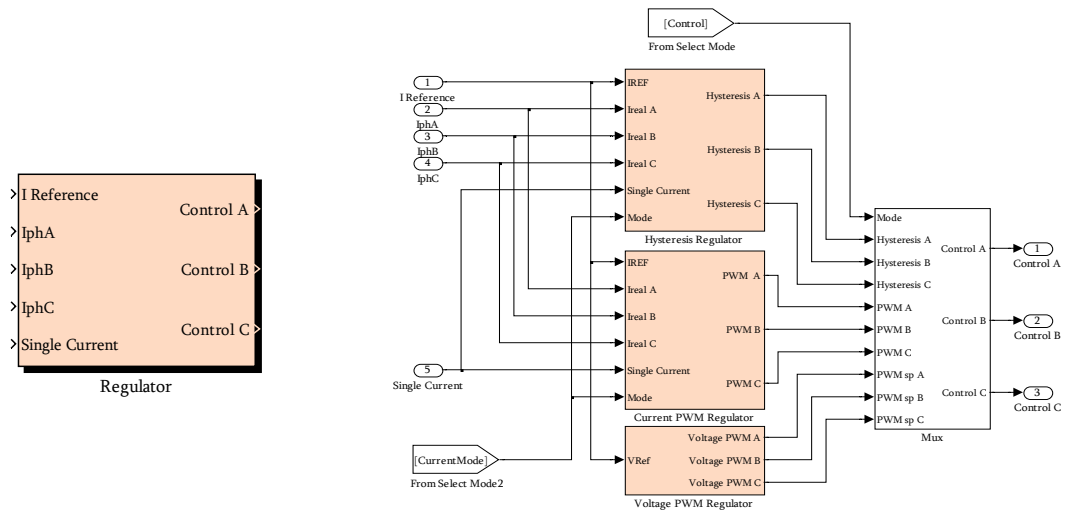 I Reference
IphA
IphB
IphC
Single Current
Control A
Control B
Control C
Regulator
[Control]
From Select Mode
1
I Reference
2
IphA
3
IphB
4
IphC
5
Single Current
[CurrentMode]
From Select Mode2
IREF
Ireal A
Ireal B
Ireal C
Single Current
Mode
Hysteresis A
Hysteresis B
Hysteresis C
Hysteresis Regulator
IREF
Ireal A
Ireal B
Ireal C
Single Current
Mode
PWM A
PWM B
PWM C
Current PWM Regulator
VRef
Voltage PWM A
Voltage PWM B
Voltage PWM C
Voltage PWM Regulator
Mode
Hysteresis A
Hysteresis B
Hysteresis C
PWM A
PWM B
PWM C
PWM sp A
PWM sp B
PWM sp C
Control A
Control B
Control C
Mux
1
Control A
2
Control B
3
Control C